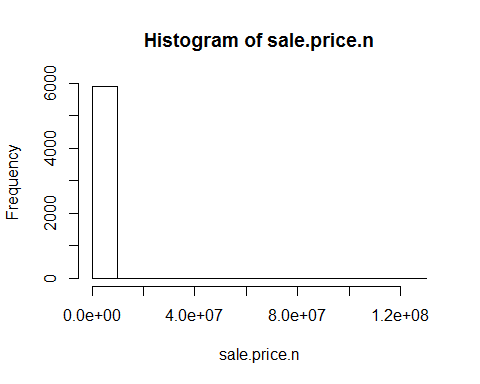 Histogram of sale.price.n
Frequency
6000
4000
2000
0
0.0e+00 4.0e+07 8.0e+07 1.2e+08
sale.price.n